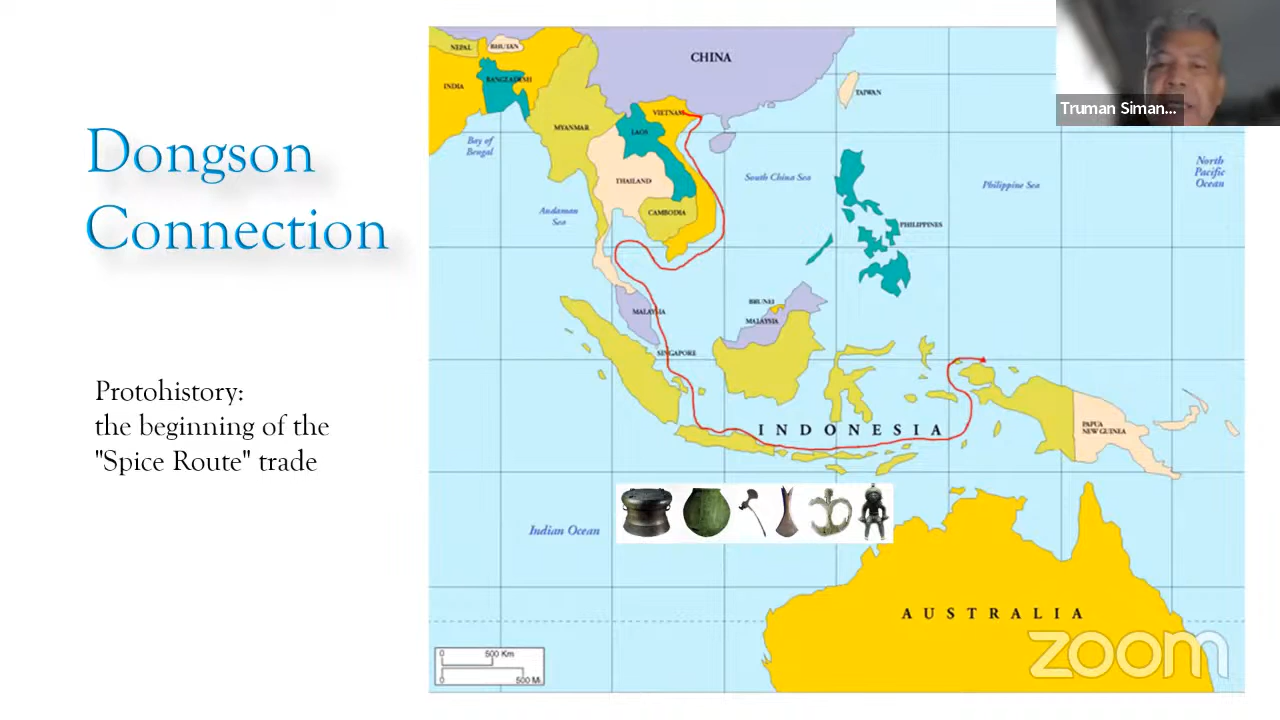 Dongson
Connection
Protohistory:
the beginning of the
"Spice Route" trade
NEPAL
BHUTAN
CHINA
INDIA
BANGLADESH
TAIWAN
MYANMAR
VIETNAM
LAOS
Bay of
Bengal
THAILAND
South China Sea
Philippine Sea
North
Pacific
Ocean
Andaman
Sea
CAMBODIA
PHILIPPINES
BRUNEI
MALAYSIA
MALAYSIA
SINGAPORE
INDONESIA
PAPUA
NEW GUINEA
Indian Ocean
AUSTRALIA
0 500 Km
0 500 Mi
Truman Siman...
zoom